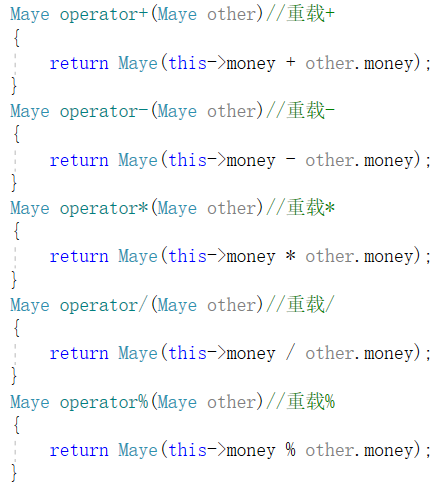 Maye operator+(Maye other)//重载+
{
return Maye(this->money + other.money);
}
Maye operator-(Maye other)//重载-
{
return Maye(this->money - other.money);
}
Maye operator*(Maye other)//重载*
{
return Maye(this->money * other.money);
}
Maye operator/(Maye other)//重载/
{
return Maye(this->money / other.money);
}
Maye operator%(Maye other)//重载%
{
return Maye(this->money % other.money);
}